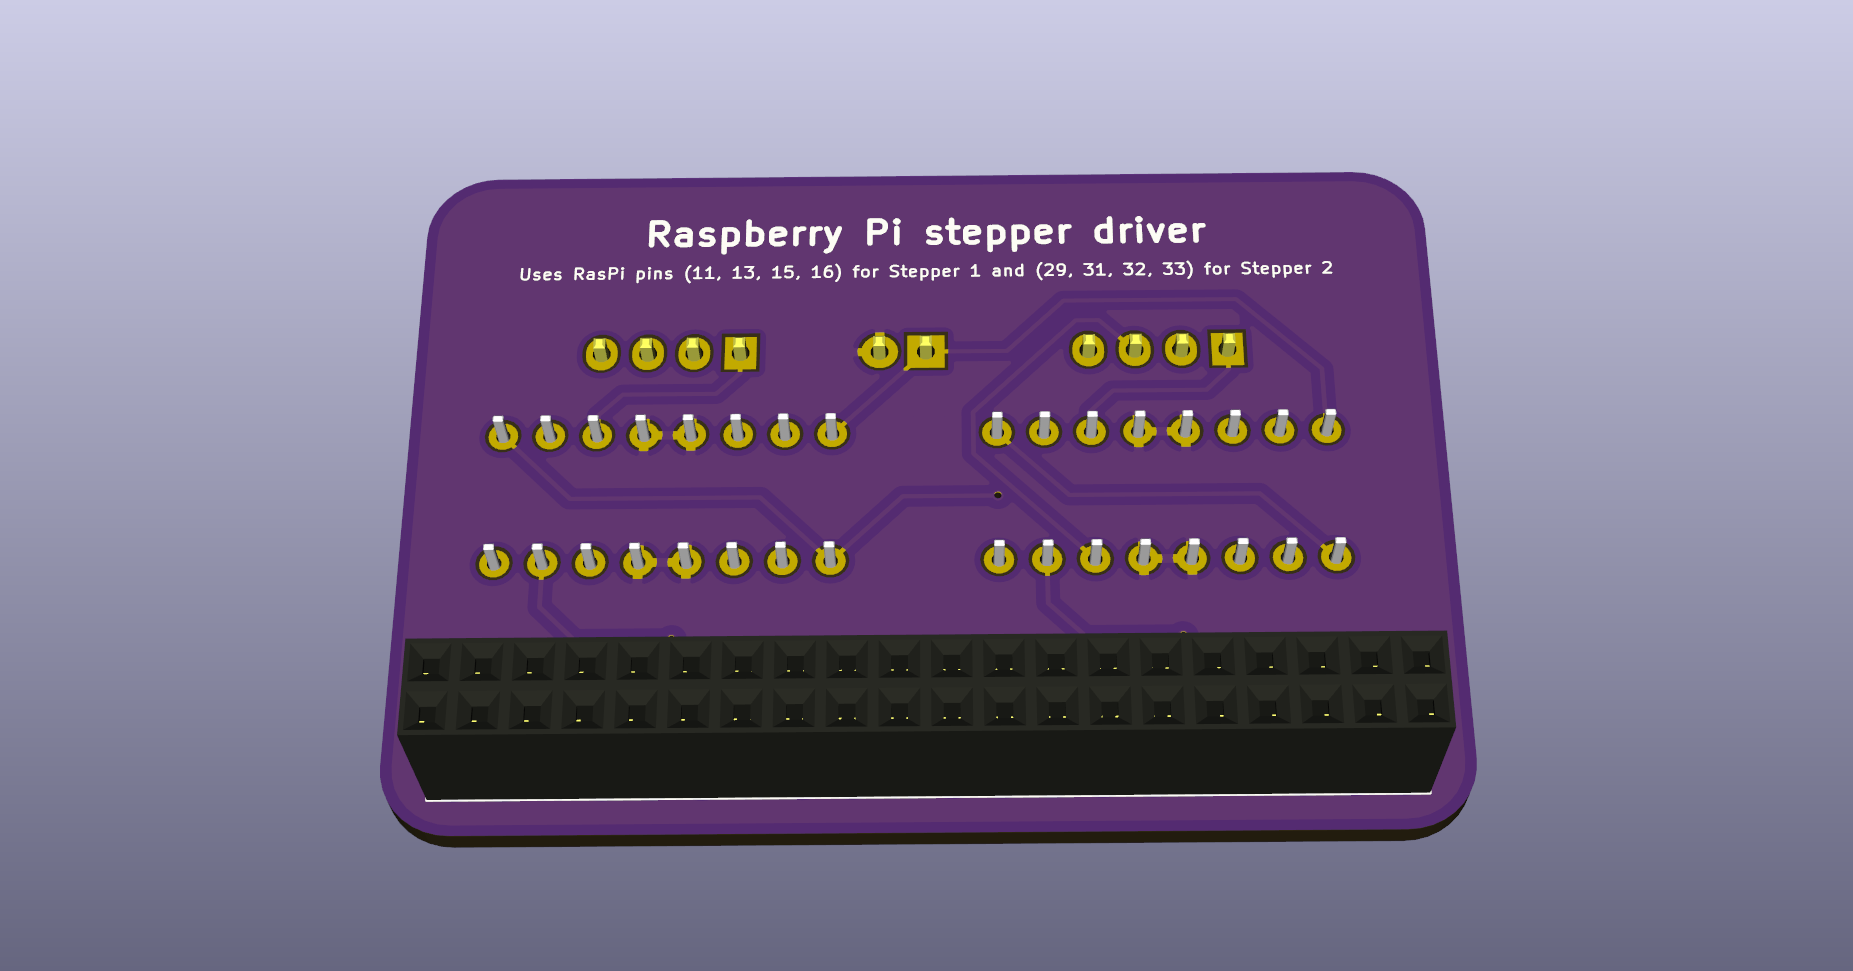 Raspberry Pi stepper driver
Uses RasPi pins (11, 13, 15, 16) for Stepper 1 and (29, 31, 32, 33) for Stepper 2